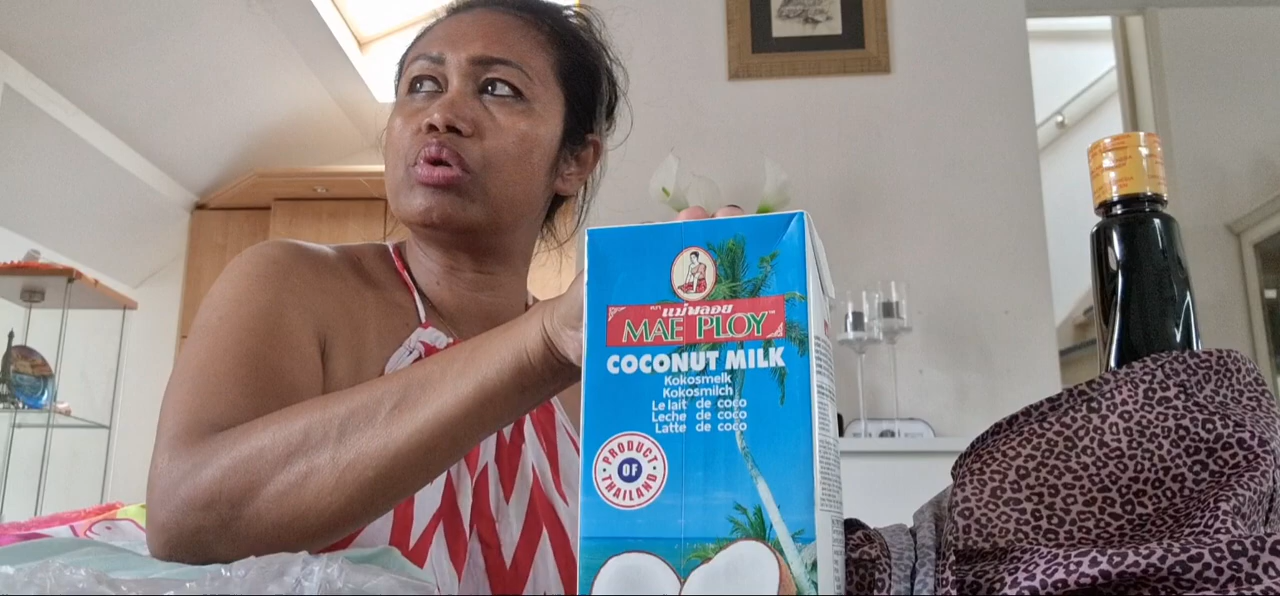 แม่พลอย
MAE PLOY
COCONUT MILK
Kokosmelk
Kokosmilch
Le lait de coco
Leche de coco
Latte de coco
PRODUCT
OF
THAILAND